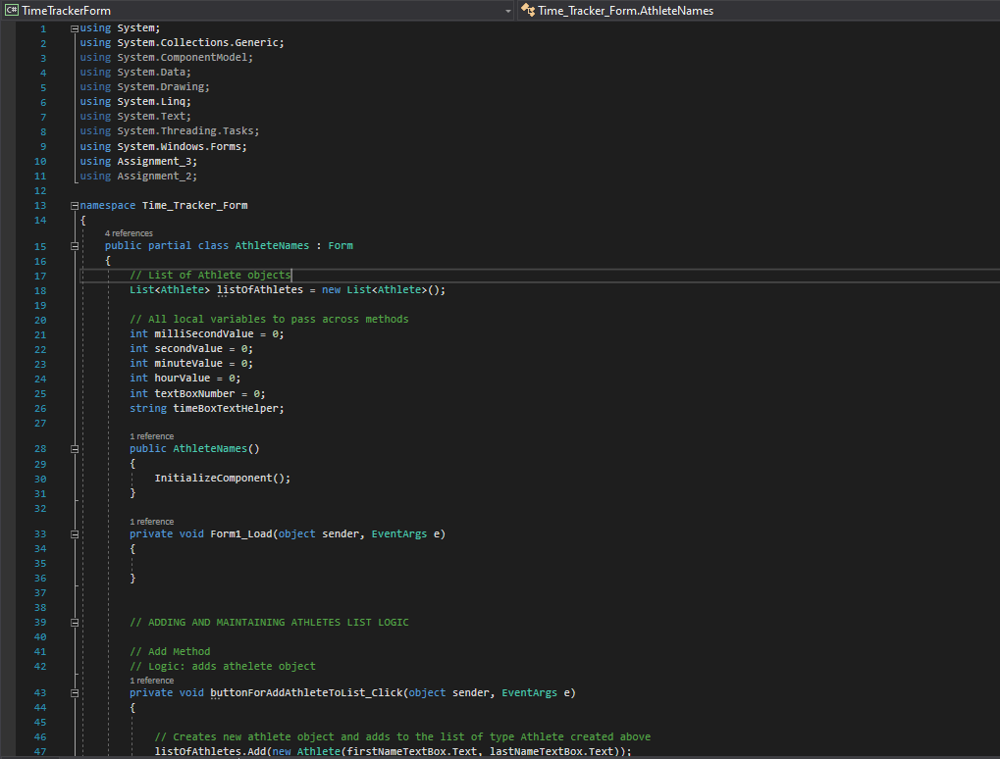 C# TimeTrackerForm Time_Tracker_Form.AthleteNames
1 using System;
2 using System.Collections.Generic;
3 using System.ComponentModel;
4 using System.Data;
5 using System.Drawing;
6 using System.Linq;
7 using System.Text;
8 using System.Threading.Tasks;
9 using System.Windows.Forms;
10 using Assignment_3;
11 using Assignment_2;
12
13 namespace Time_Tracker_Form
14 {
4 references
15 public partial class AthleteNames : Form
16 {
17 // List of Athlete objects
18 List<Athlete> listOfAthletes = new List<Athlete>();
19
20 // All local variables to pass across methods
21 int milliSecondValue = 0;
22 int secondValue = 0;
23 int minuteValue = 0;
24 int hourValue = 0;
25 int textBoxNumber = 0;
26 string timeBoxTextHelper;
27
1 reference
28 public AthleteNames()
29 {
30 InitializeComponent();
31 }
32
1 reference
33 private void Form1_Load(object sender, EventArgs e)
34 {
35
36 }
37
38
39 // ADDING AND MAINTAINING ATHLETES LIST LOGIC
40
41 // Add Method
42 // Logic: adds athelete object
1 reference
43 private void buttonForAddAthleteToList_Click(object sender, EventArgs e)
44 {
45
46 // Creates new athlete object and adds to the list of type Athlete created above
47 listOfAthletes.Add(new Athlete(firstNameTextBox.Text, lastNameTextBox.Text));